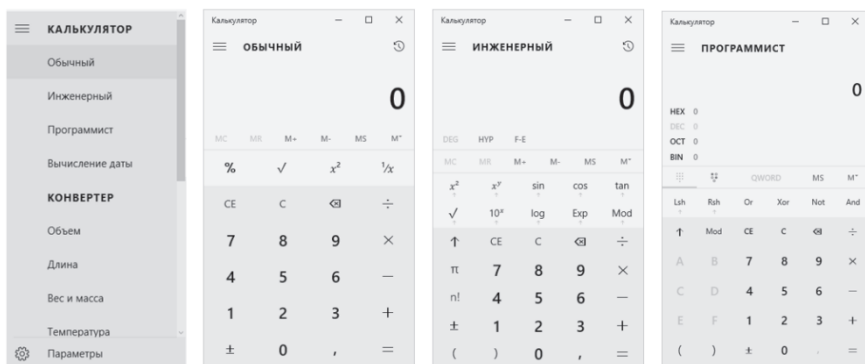 КАЛЬКУЛЯТОР
Обычный
Инженерный
Программист
Вычисление даты
КОНВЕРТЕР
Объем
Длина
Вес и масса
Температура
Параметры
Калькулятор
ОБЫЧНЫЙ
0
MC MR M+ M- MS M˅
% √ x² ¹/x
CE C ⌫ ÷
7 8 9 ×
4 5 6 −
1 2 3 +
± 0 , =
Калькулятор
ИНЖЕНЕРНЫЙ
0
DEG HYP F-E
MC MR M+ M- MS M˅
x² xʸ sin cos tan
√ 10ˣ log Exp Mod
↑ CE C ⌫ ÷
π 7 8 9 ×
n! 4 5 6 −
± 1 2 3 +
( ) 0 , =
Калькулятор
ПРОГРАММИСТ
0
HEX 0
DEC 0
OCT 0
BIN 0
QWORD MS M˅
Lsh Rsh Or Xor Not And
↑ Mod CE C ⌫ ÷
A B 7 8 9 ×
C D 4 5 6 −
E F 1 2 3 +
( ) ± 0 , =